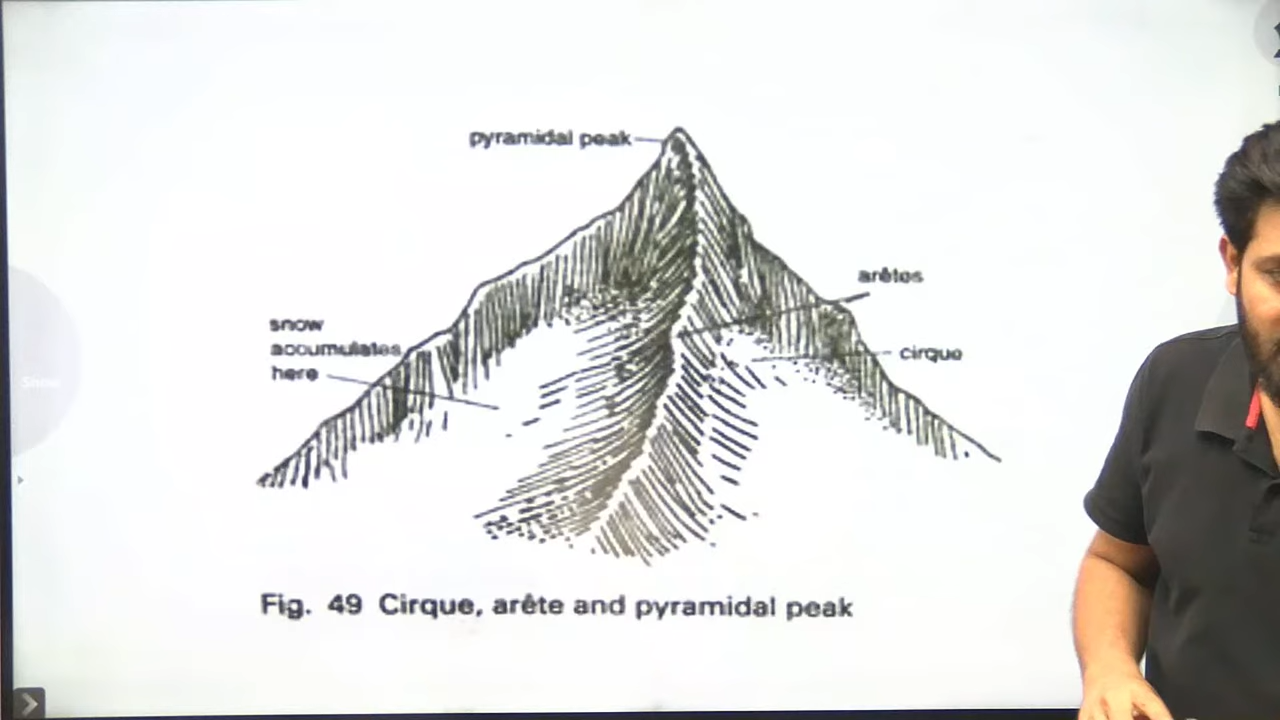 pyramidal peak
arêtes
snow
accumulates
here
cirque
Fig. 49 Cirque, arête and pyramidal peak